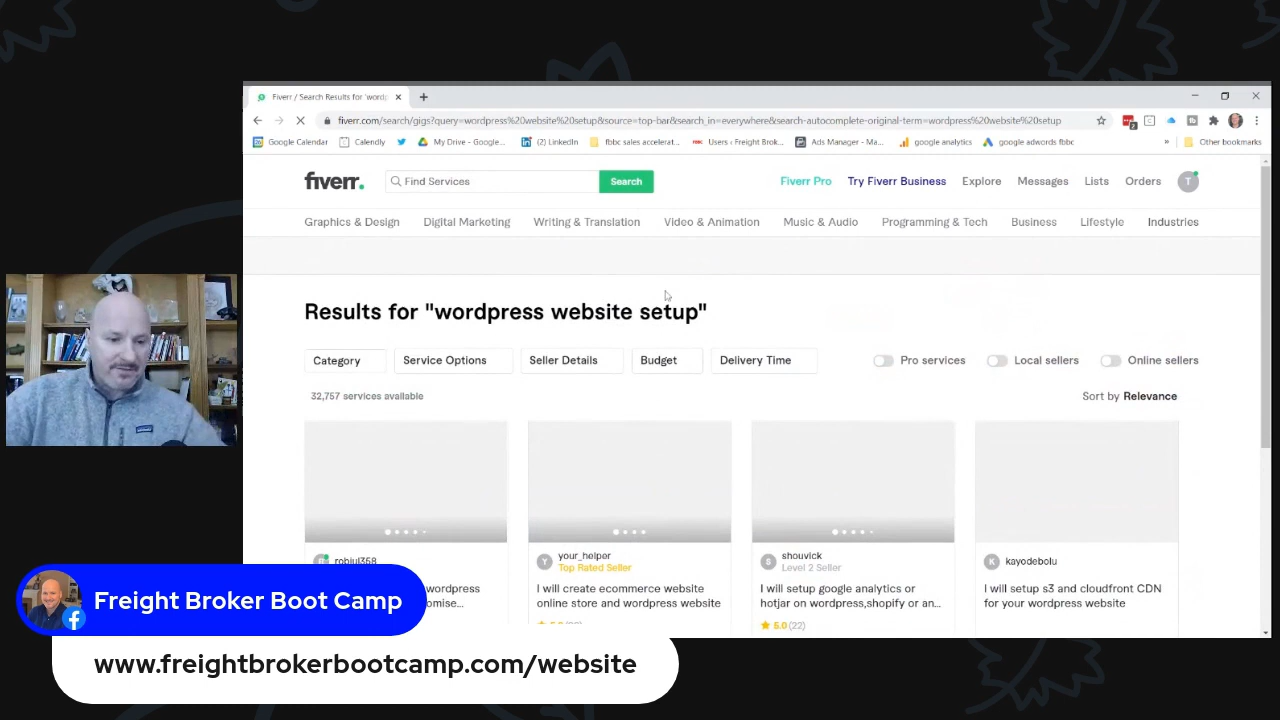 Fiverr / Search Results for 'wordp
fiverr.com/search/gigs?query=wordpress%20website%20setup&source=top-bar&search_in=everywhere&search-autocomplete-original-term=wordpress%20website%20setup
Google Calendar
Calendly
My Drive - Google...
(2) LinkedIn
fbbc sales accelerat...
Users ‹ Freight Brok...
Ads Manager - Ma...
google analytics
google adwords fbbc
»
Other bookmarks
fiverr.
Find Services
Search
Fiverr Pro
Try Fiverr Business
Explore
Messages
Lists
Orders
T
Graphics & Design
Digital Marketing
Writing & Translation
Video & Animation
Music & Audio
Programming & Tech
Business
Lifestyle
Industries
Results for "wordpress website setup"
Category
Service Options
Seller Details
Budget
Delivery Time
Pro services
Local sellers
Online sellers
32,757 services available
Sort by Relevance
robiul358
wordpress
omise...
Y
your_helper
Top Rated Seller
I will create ecommerce website
online store and wordpress website
S
shouvick
Level 2 Seller
I will setup google analytics or
hotjar on wordpress,shopify or an...
5.0 (22)
K
kayodebolu
I will setup s3 and cloudfront CDN
for your wordpress website
Freight Broker Boot Camp
www.freightbrokerbootcamp.com/website